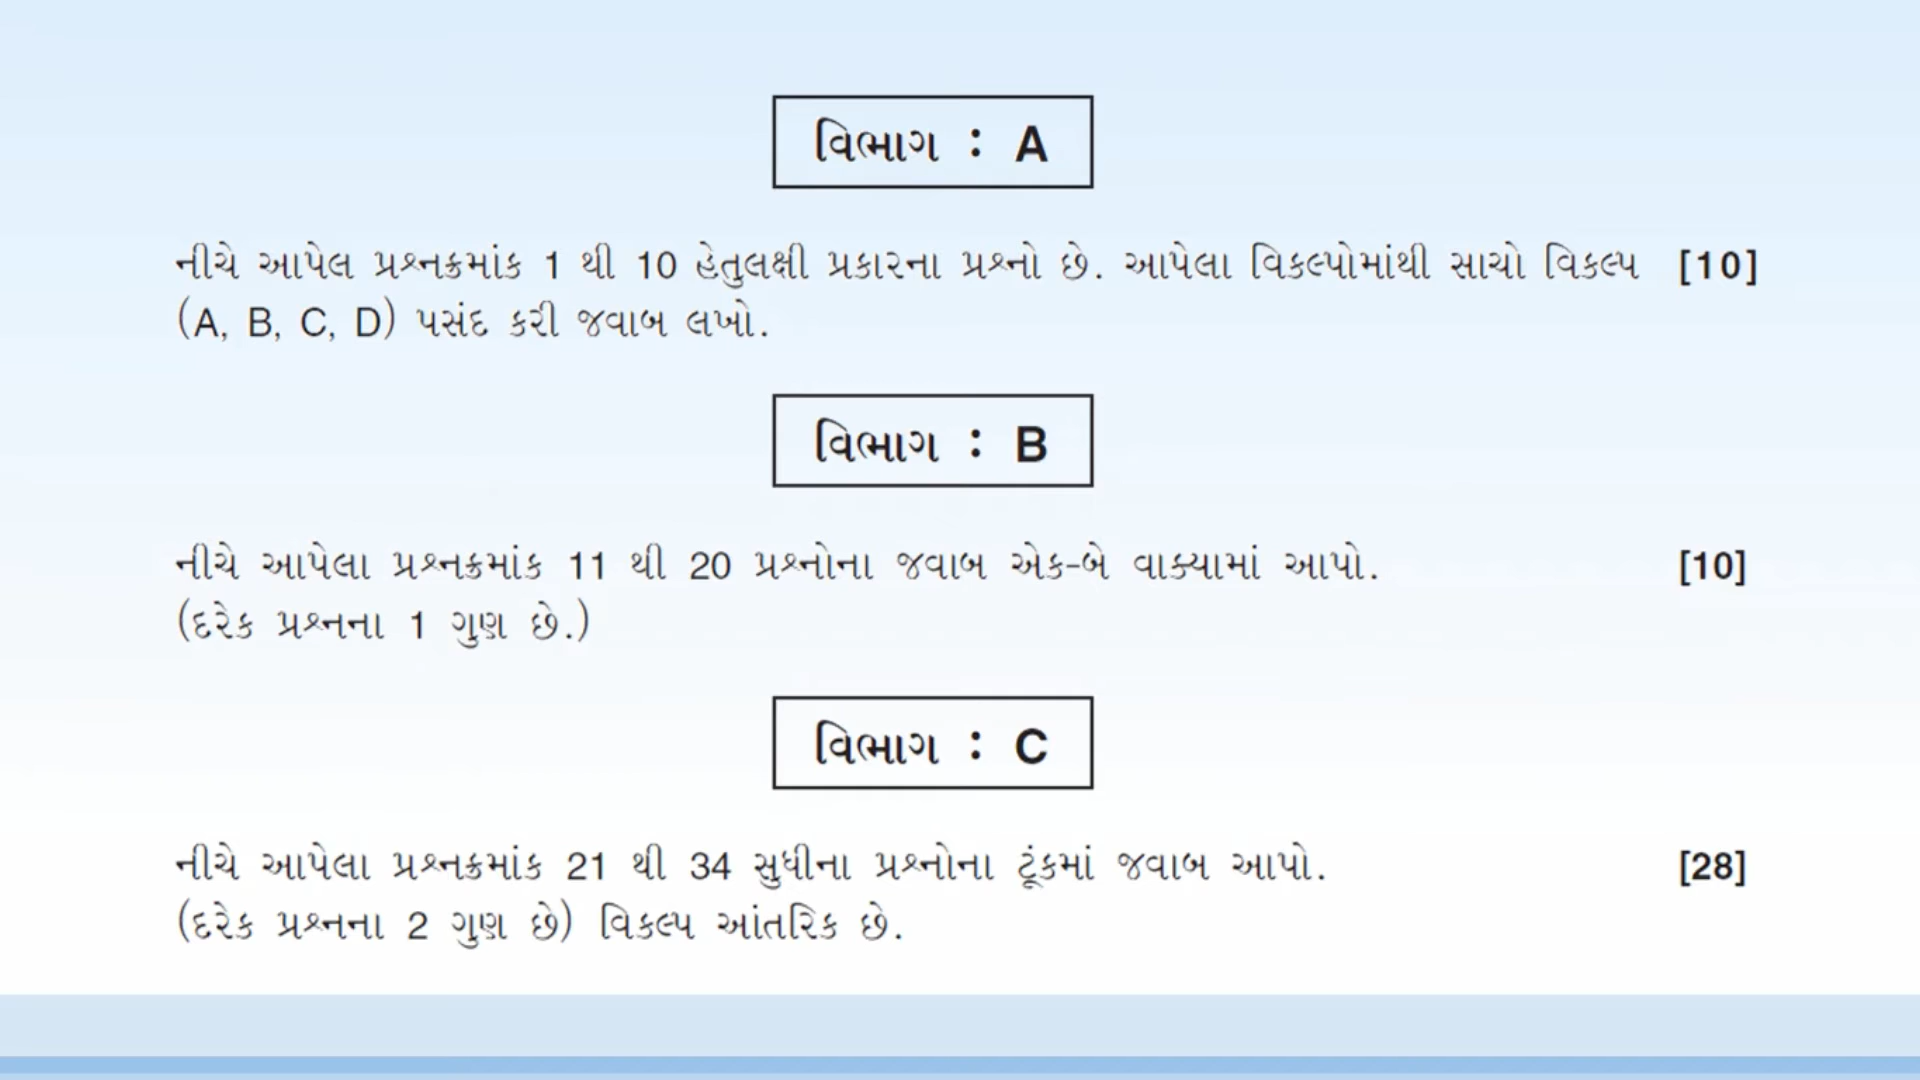 વિભાગ : A
નીચે આપેલ પ્રશ્નક્રમાંક 1 થી 10 હેતુલક્ષી પ્રકારના પ્રશ્નો છે. આપેલા વિકલ્પોમાંથી સાચો વિકલ્પ [10]
(A, B, C, D) પસંદ કરી જવાબ લખો.
વિભાગ : B
નીચે આપેલા પ્રશ્નક્રમાંક 11 થી 20 પ્રશ્નોના જવાબ એક-બે વાક્યામાં આપો. [10]
(દરેક પ્રશ્નના 1 ગુણ છે.)
વિભાગ : C
નીચે આપેલા પ્રશ્નક્રમાંક 21 થી 34 સુધીના પ્રશ્નોના ટૂંકમાં જવાબ આપો. [28]
(દરેક પ્રશ્નના 2 ગુણ છે) વિકલ્પ આંતરિક છે.